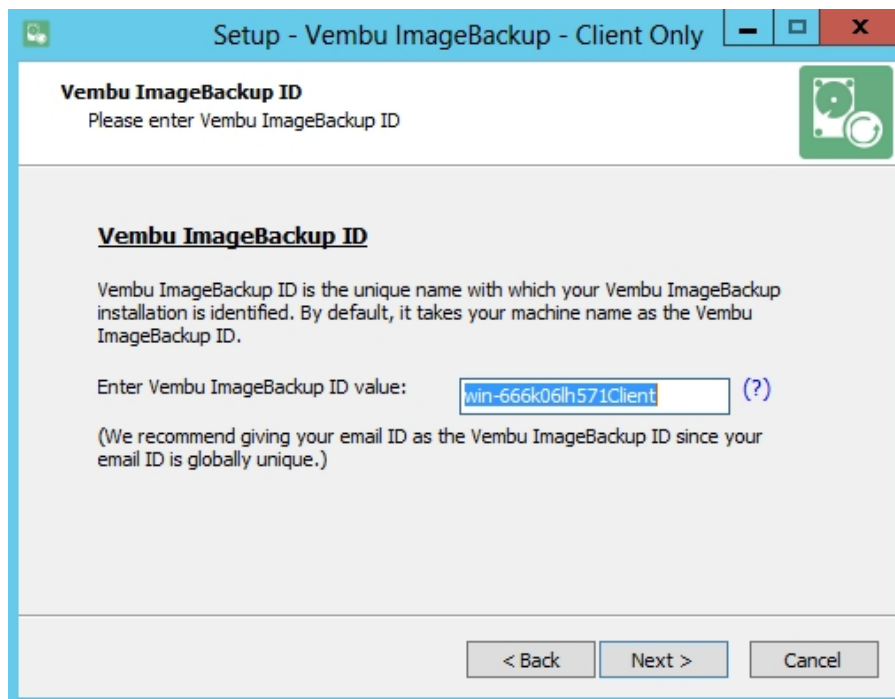 Setup - Vembu ImageBackup - Client Only
Vembu ImageBackup ID
Please enter Vembu ImageBackup ID
Vembu ImageBackup ID
Vembu ImageBackup ID is the unique name with which your Vembu ImageBackup
installation is identified. By default, it takes your machine name as the Vembu
ImageBackup ID.
Enter Vembu ImageBackup ID value: win-666k06lh571Client (?)
(We recommend giving your email ID as the Vembu ImageBackup ID since your
email ID is globally unique.)
< Back Next > Cancel